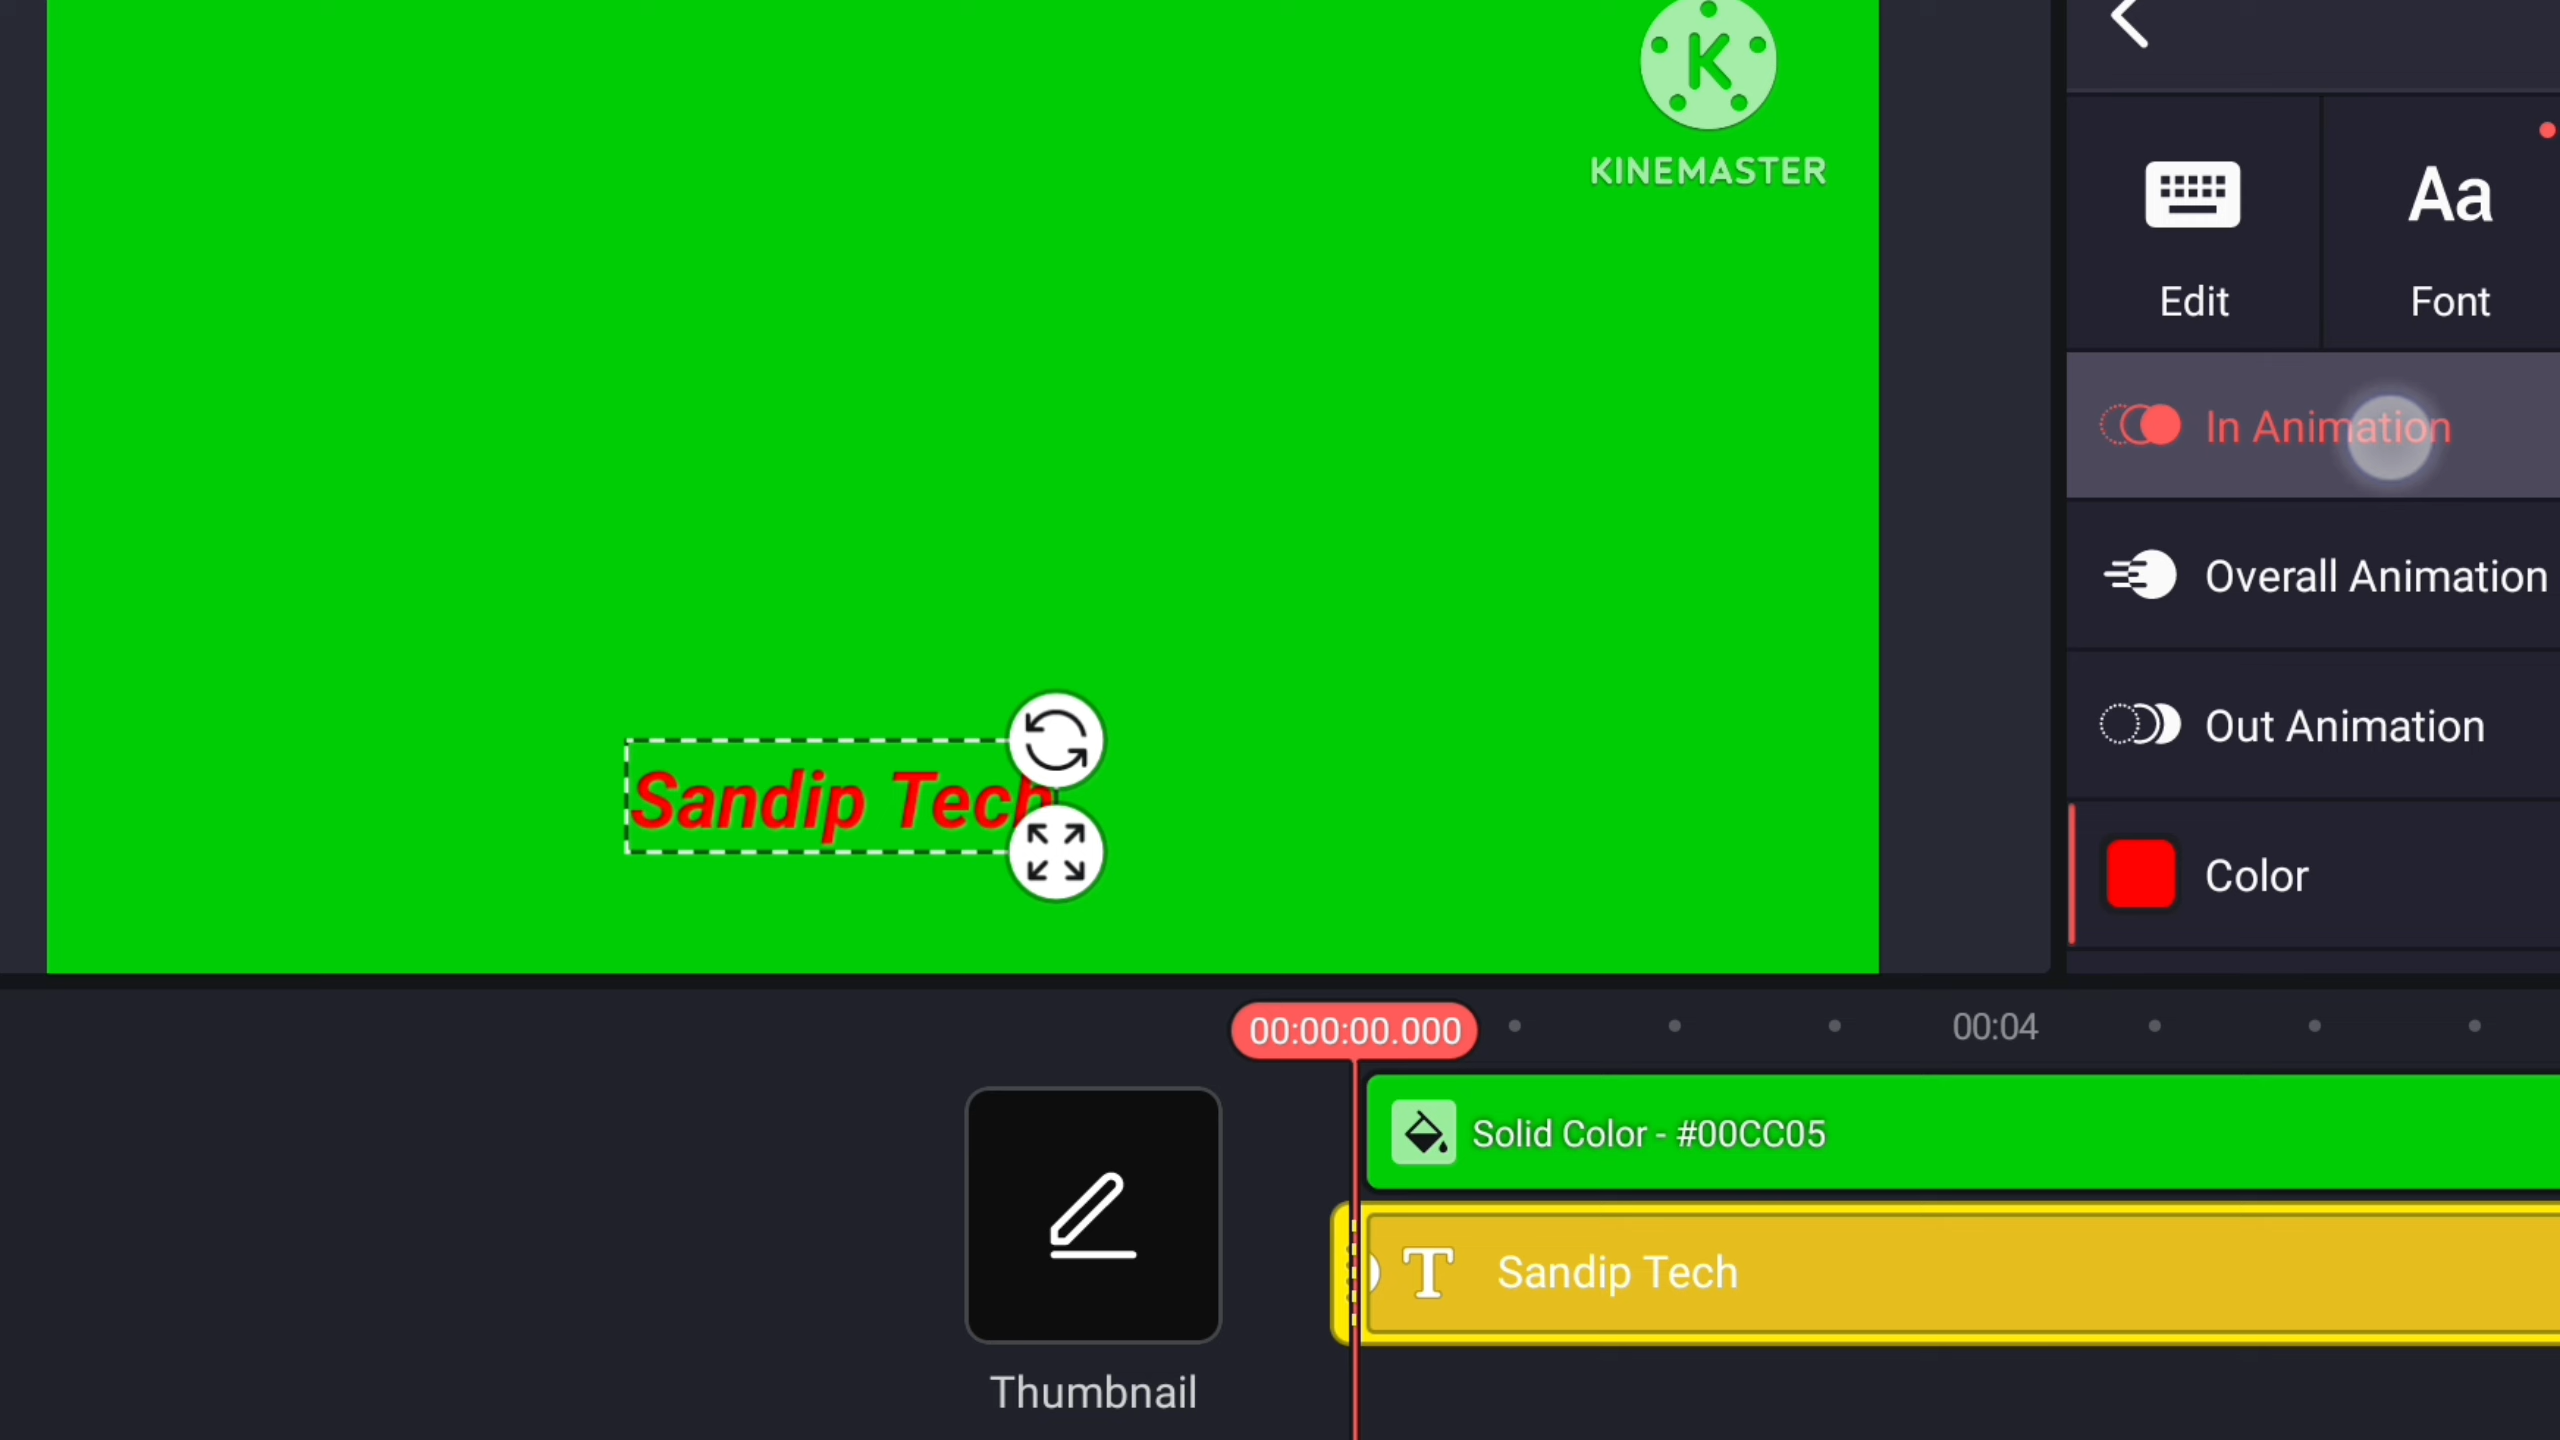 K
KINEMASTER
Aa
Edit
Font
In Animation
Overall Animation
Out Animation
Color
Sandip Tech
00:00:00.000
00:04
Solid Color - #00CC05
T Sandip Tech
Thumbnail